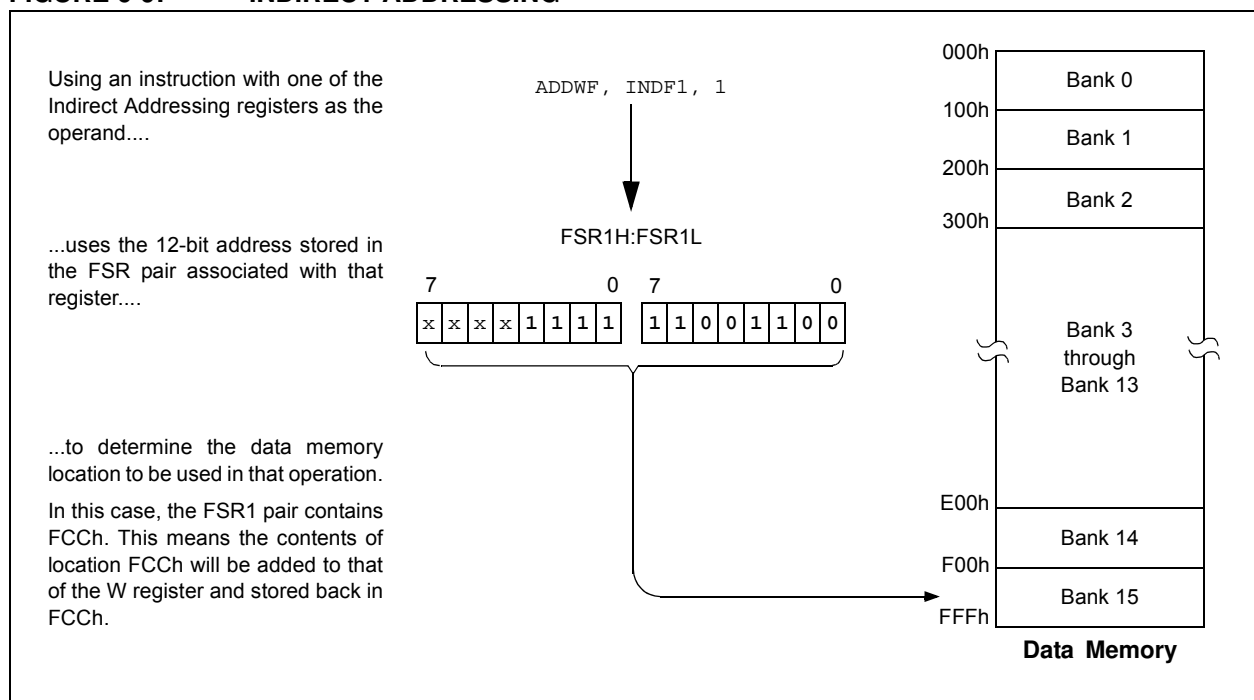 Using an instruction with one of the
Indirect Addressing registers as the
operand....
ADDWF, INDF1, 1
...uses the 12-bit address stored in
the FSR pair associated with that
register....
FSR1H:FSR1L
7 0 7 0
x x x x 1 1 1 1 1 1 0 0 1 1 0 0
...to determine the data memory
location to be used in that operation.
In this case, the FSR1 pair contains
FCCh. This means the contents of
location FCCh will be added to that
of the W register and stored back in
FCCh.
000h
Bank 0
100h
Bank 1
200h
Bank 2
300h
Bank 3
through
Bank 13
E00h
Bank 14
F00h
Bank 15
FFFh
Data Memory